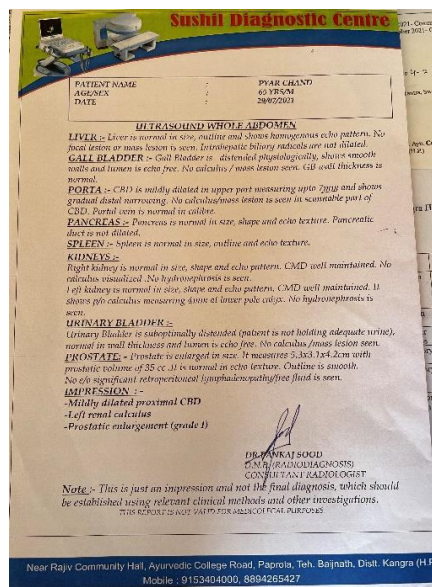 Sushil Diagnostic Centre
PATIENT NAME : PYAR CHAND
AGE/SEX : 65 YRS/M
DATE : 29/07/2021
ULTRASOUND WHOLE ABDOMEN
LIVER :- Liver is normal in size, outline and shows homogenous echo pattern. No
focal lesion or mass lesion is seen. Intrahepatic biliary radicals are not dilated.
GALL BLADDER :- Gall Bladder is distended physiologically, shows smooth
walls and lumen is echo free. No calculus / mass lesion seen. GB wall thickness is
normal.
PORTA :- CBD is mildly dilated in upper part measuring upto 7mm and shows
gradual distal narrowing. No calculus/mass lesion is seen in scannable part of
CBD. Portal vein is normal in calibre.
PANCREAS :- Pancreas is normal in size, shape and echo texture. Pancreatic
duct is not dilated.
SPLEEN :- Spleen is normal in size, outline and echo texture.
KIDNEYS :-
Right kidney is normal in size, shape and echo pattern. CMD well maintained. No
calculus visualized .No hydronephrosis is seen.
Left kidney is normal in size, shape and echo pattern. CMD well maintained. It
shows p/o calculus measuring 4mm at lower pole calyx. No hydronephrosis is
seen.
URINARY BLADDER :-
Urinary Bladder is suboptimally distended (patient is not holding adequate urine),
normal in wall thickness and lumen is echo free. No calculus /mass lesion seen.
PROSTATE: - Prostate is enlarged in size. It measures 5.3x3.1x4.2cm with
prostatic volume of 35 cc .It is normal in echo texture. Outline is smooth.
No e/o significant retroperitoneal lymphadenopathy/free fluid is seen.
IMPRESSION :-
-Mildly dilated proximal CBD
-Left renal calculus
-Prostatic enlargement (grade I)
DR PANKAJ SOOD
D.N.B. (RADIODIAGNOSIS)
CONSULTANT RADIOLOGIST
Note :- This is just an impression and not the final diagnosis, which should
be established using relevant clinical methods and other investigations.
THIS REPORT IS NOT VALID FOR MEDICOLEGAL PURPOSES
Near Rajiv Community Hall, Ayurvedic College Road, Paprola, Teh. Baijnath, Distt. Kangra (H.P
Mobile : 9153404000, 8894265427